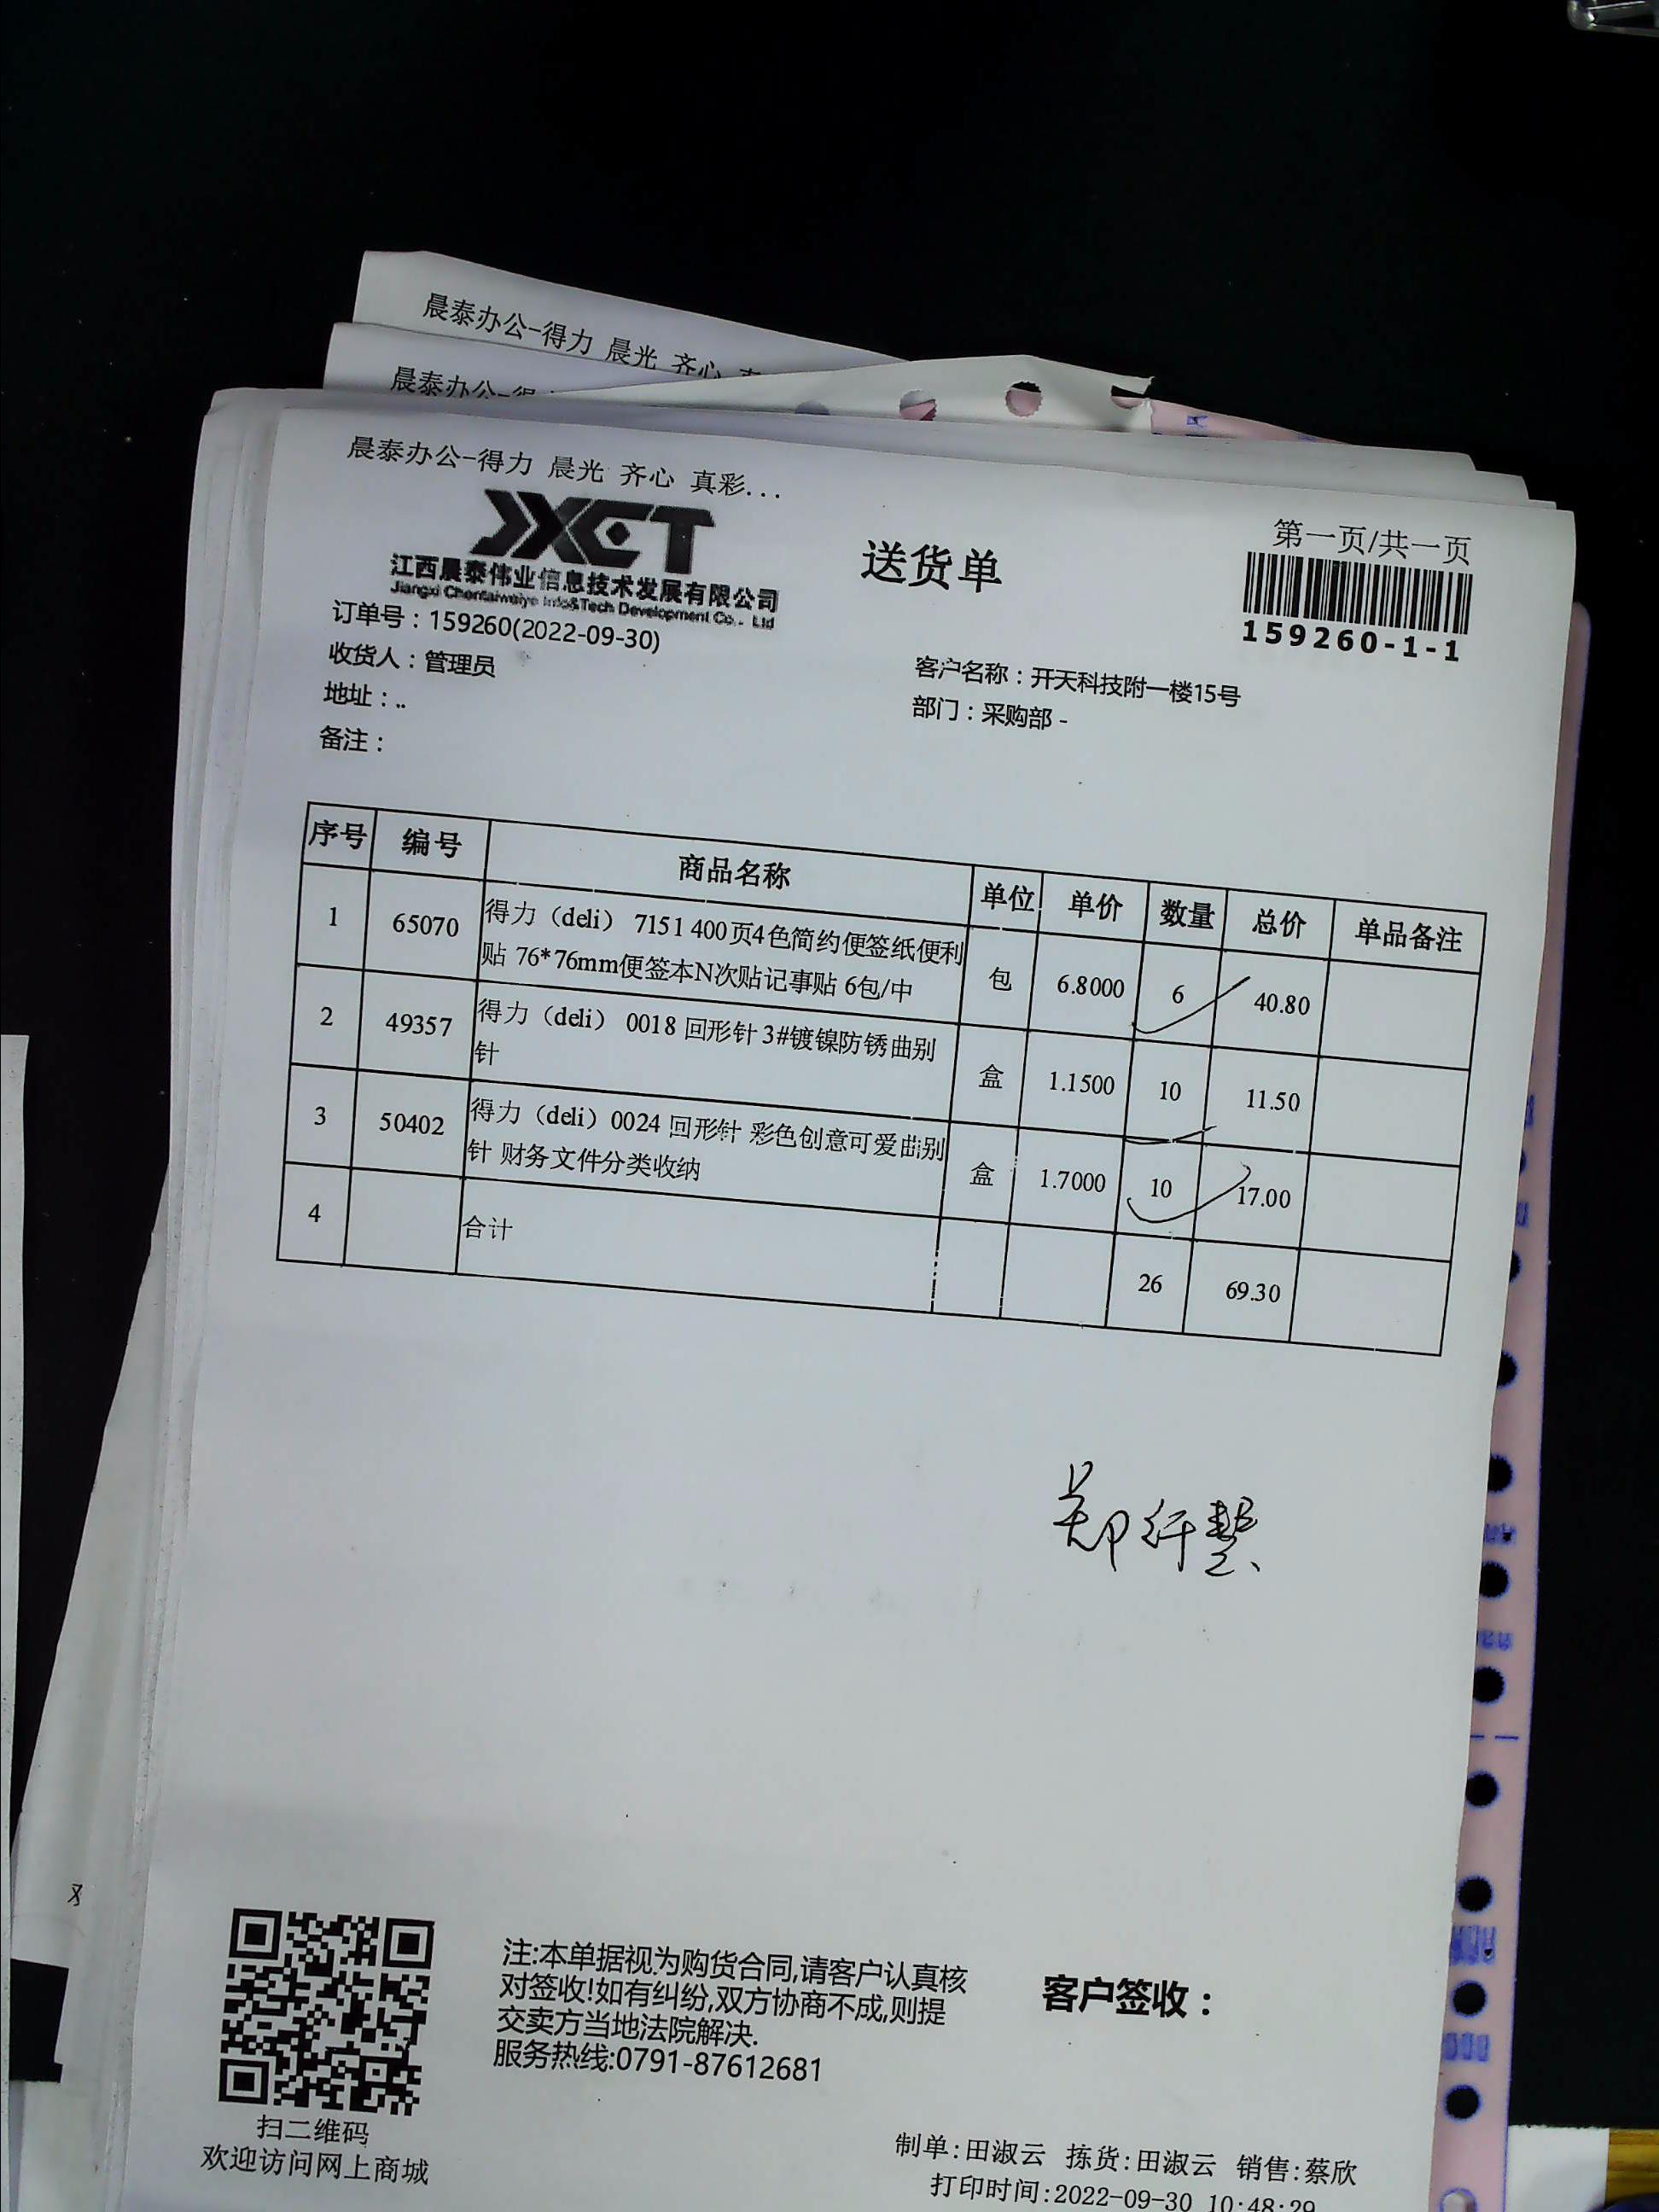 晨泰办公-得力 晨光 齐心
晨泰办公-得
晨泰办公-得力 晨光 齐心 真彩...
JXCT
江西晨泰伟业信息技术发展有限公司
Jiangxi Chentaiweiye Info&Tech Development Co., Ltd
送货单
第一页/共一页
159260-1-1
订单号：159260(2022-09-30)
收货人：管理员
客户名称：开天科技附一楼15号
地址：..
部门：采购部 -
备注：
序号 编号 商品名称 单位 单价 数量 总价 单品备注
1 65070 得力（deli） 7151 400页4色简约便签纸便利
贴 76*76mm便签本N次贴记事贴 6包/中 包 6.8000 6 40.80
2 49357 得力（deli） 0018 回形针 3#镀镍防锈曲别
针 盒 1.1500 10 11.50
3 50402 得力（deli）0024 回形针 彩色创意可爱曲别
针 财务文件分类收纳 盒 1.7000 10 17.00
4 合计 26 69.30
注:本单据视为购货合同,请客户认真核
对签收!如有纠纷,双方协商不成,则提
交卖方当地法院解决.
服务热线:0791-87612681
客户签收：
扫二维码
欢迎访问网上商城
制单:田淑云 拣货:田淑云 销售:蔡欣
打印时间:2022-09-30 10:48:29